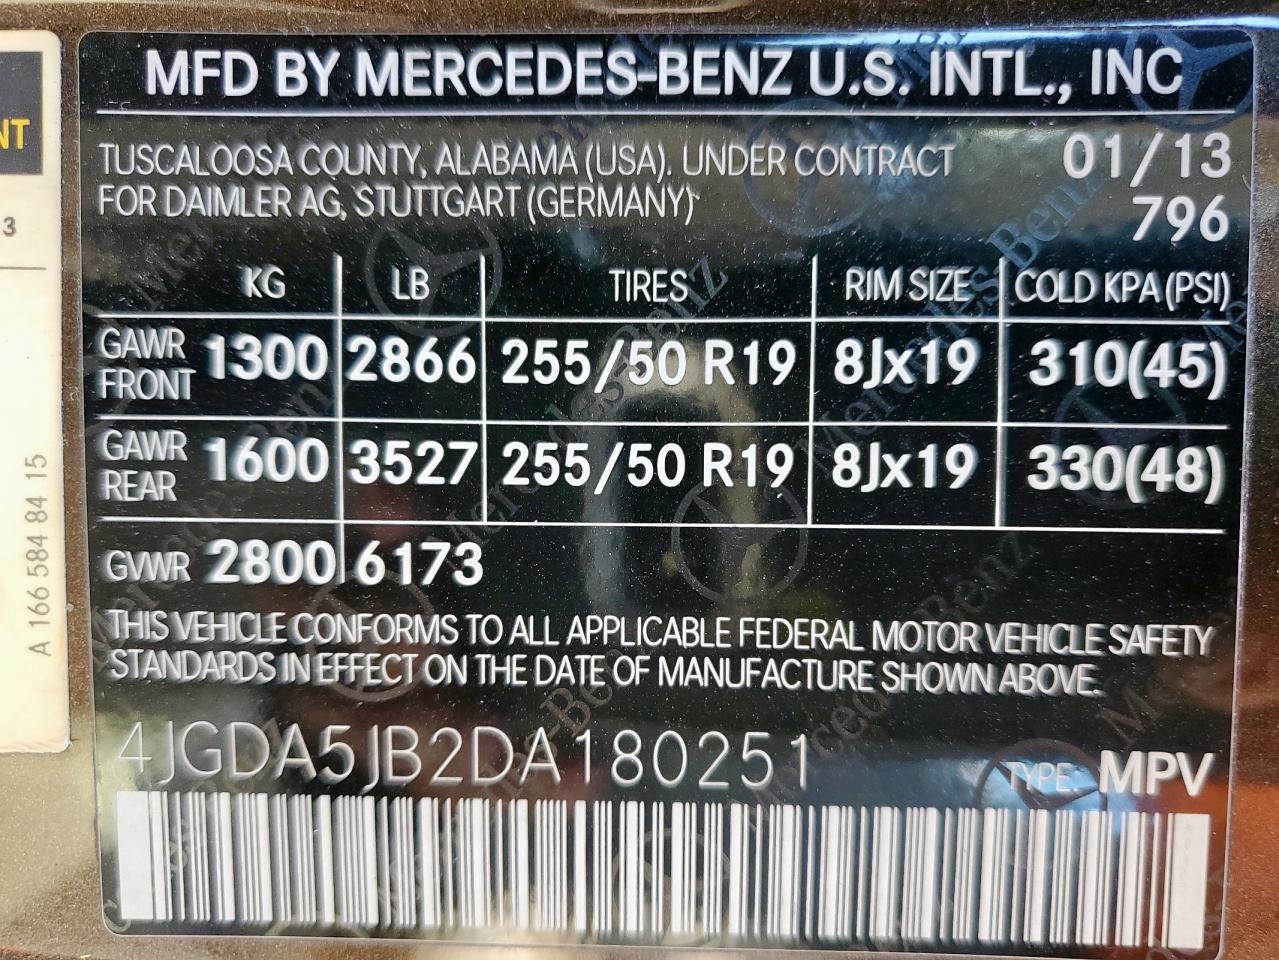 NT
3
A 166 584 84 15
MFD BY MERCEDES-BENZ U.S. INTL., INC
TUSCALOOSA COUNTY, ALABAMA (USA). UNDER CONTRACT 01/13
FOR DAIMLER AG, STUTTGART (GERMANY) 796
KG LB TIRES RIM SIZE COLD KPA (PSI)
GAWR FRONT 1300 2866 255/50 R19 8Jx19 310(45)
GAWR REAR 1600 3527 255/50 R19 8Jx19 330(48)
GVWR 2800 6173
THIS VEHICLE CONFORMS TO ALL APPLICABLE FEDERAL MOTOR VEHICLE SAFETY
STANDARDS IN EFFECT ON THE DATE OF MANUFACTURE SHOWN ABOVE.
4JGDA5JB2DA180251 TYPE: MPV